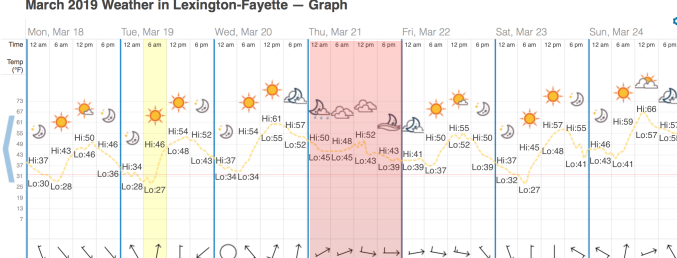 March 2019 Weather in Lexington-Fayette — Graph
Mon, Mar 18 Tue, Mar 19 Wed, Mar 20 Thu, Mar 21 Fri, Mar 22 Sat, Mar 23 Sun, Mar 24
Time 12 am 6 am 12 pm 6 pm 12 am 6 am 12 pm 6 pm 12 am 6 am 12 pm 6 pm 12 am 6 am 12 pm 6 pm 12 am 6 am 12 pm 6 pm 12 am 6 am 12 pm 6 pm 12 am 6 am 12 pm 6 p
Temp
(°F)
73
67
61
55
49
43
37
31
26
19
13
7
Hi:37 Hi:43 Hi:50 Hi:46 Hi:34 Hi:46 Hi:54 Hi:52 Hi:37 Hi:54 Hi:61 Hi:57 Hi:50 Hi:48 Hi:52 Hi:43 Hi:41 Hi:50 Hi:55 Hi:50 Hi:37 Hi:45 Hi:57 Hi:55 Hi:46 Hi:59 Hi:66 Hi:57
Lo:30 Lo:28 Lo:46 Lo:36 Lo:28 Lo:27 Lo:48 Lo:43 Lo:34 Lo:34 Lo:55 Lo:52 Lo:45 Lo:45 Lo:43 Lo:39 Lo:39 Lo:37 Lo:52 Lo:32 Lo:27 Lo:48 Lo:41 Lo:43 Lo:41 Lo:57